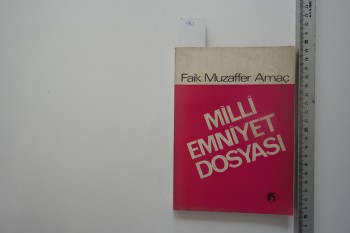 Faik Muzaffer Amaç
MİLLİ
EMNİYET
DOSYASI